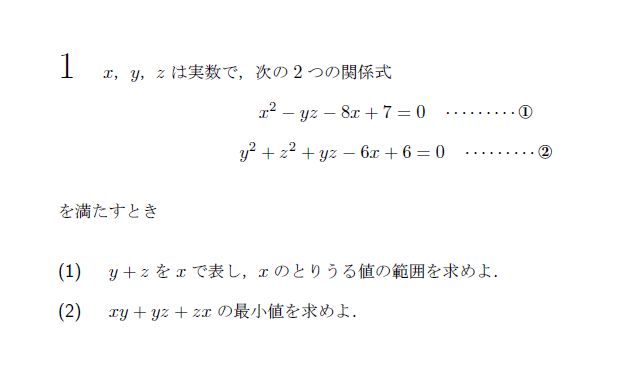 1 x，y，z は実数で，次の 2 つの関係式
x² − yz − 8x + 7 = 0 ·········①
y² + z² + yz − 6x + 6 = 0 ·········②
を満たすとき
(1) y + z を x で表し，x のとりうる値の範囲を求めよ．
(2) xy + yz + zx の最小値を求めよ．